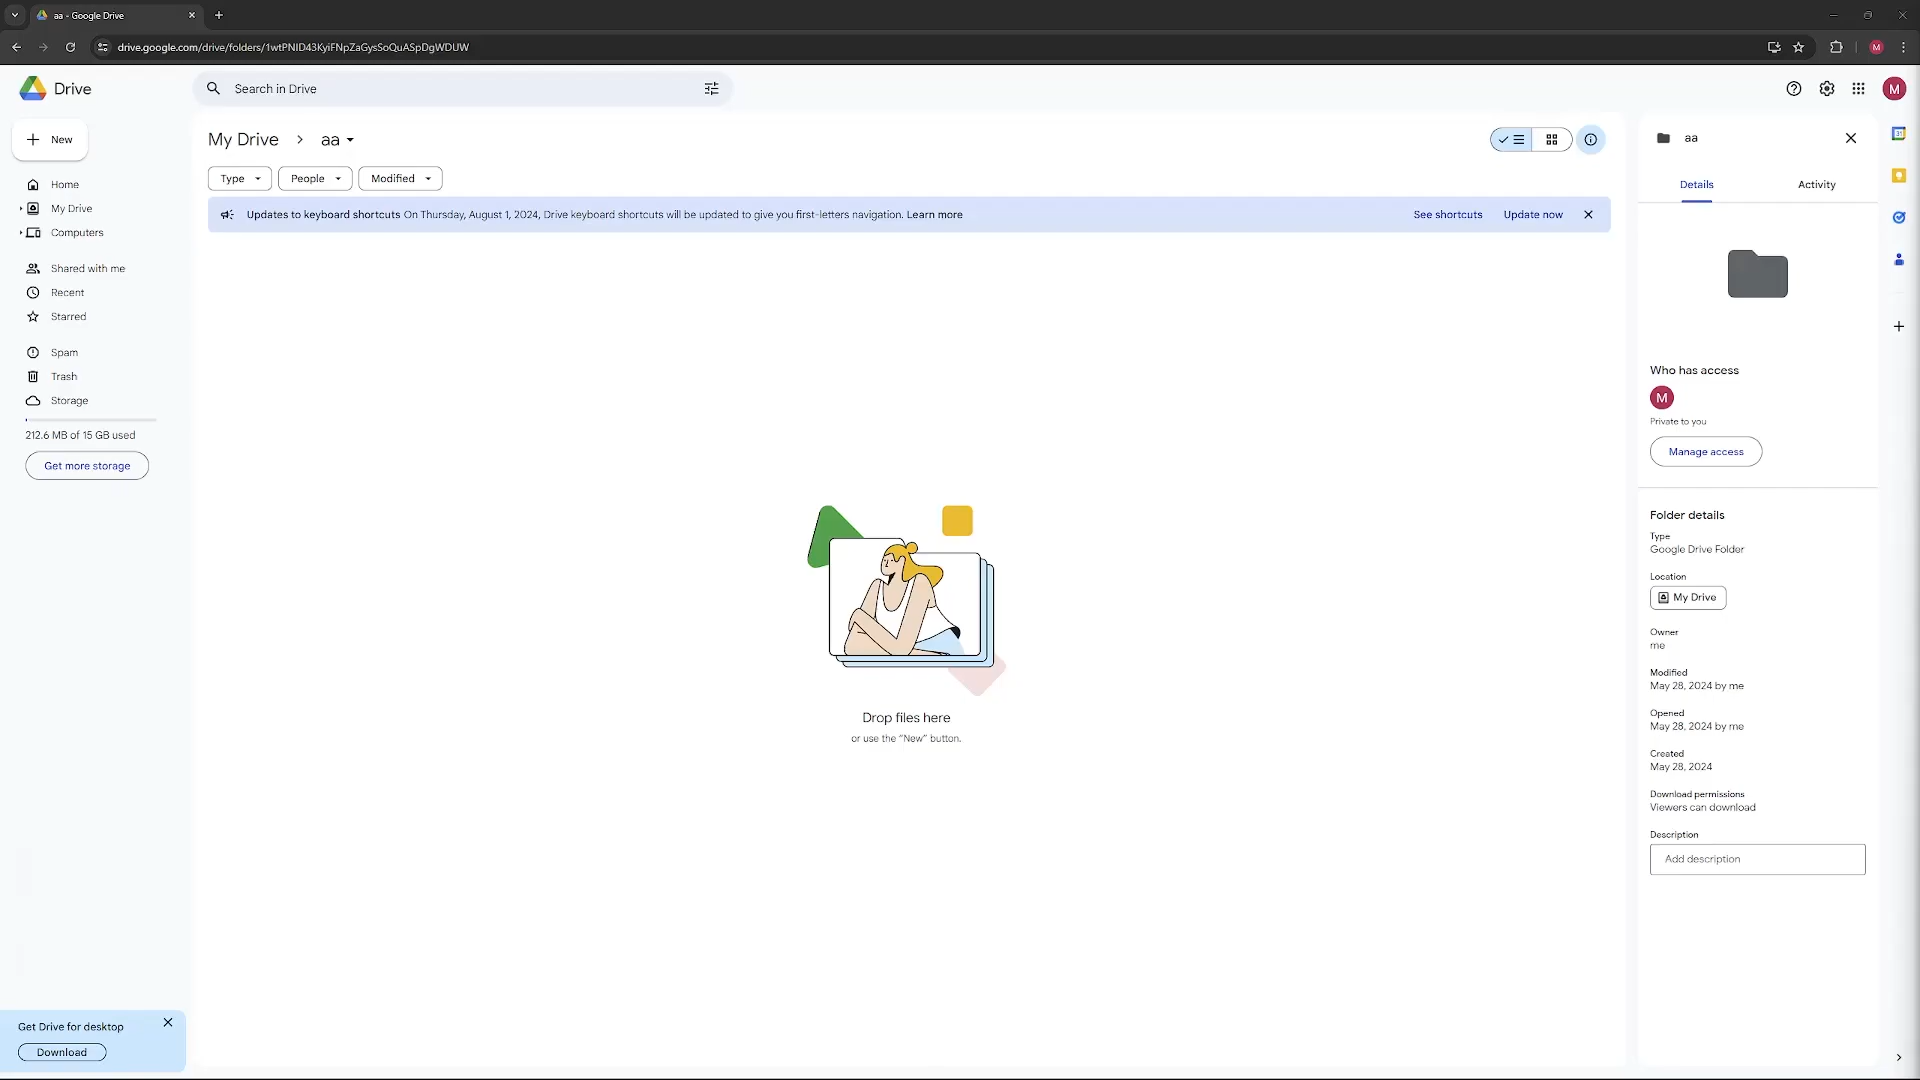 aa - Google Drive
drive.google.com/drive/folders/1wtPNID43KyiFNpZaGysSoQuASpDgWDUW
M
Drive
Search in Drive
M
New
My Drive
aa
aa
Type
People
Modified
Details
Activity
Home
My Drive
Computers
Updates to keyboard shortcuts On Thursday, August 1, 2024, Drive keyboard shortcuts will be updated to give you first-letters navigation. Learn more
See shortcuts
Update now
Shared with me
Recent
Starred
Spam
Trash
Storage
212.6 MB of 15 GB used
Get more storage
Who has access
M
Private to you
Manage access
Folder details
Type
Google Drive Folder
Location
My Drive
Owner
me
Modified
May 28, 2024 by me
Opened
May 28, 2024 by me
Created
May 28, 2024
Download permissions
Viewers can download
Description
Add description
Drop files here
or use the “New” button.
Get Drive for desktop
Download